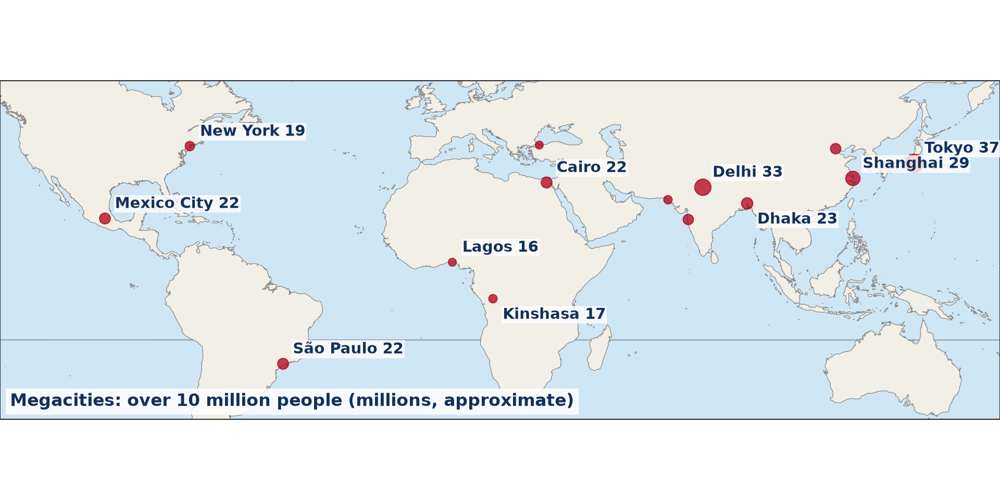 New York 19
Tokyo 37
Shanghai 29
Cairo 22
Delhi 33
Mexico City 22
Dhaka 23
Lagos 16
Kinshasa 17
São Paulo 22
Megacities: over 10 million people (millions, approximate)